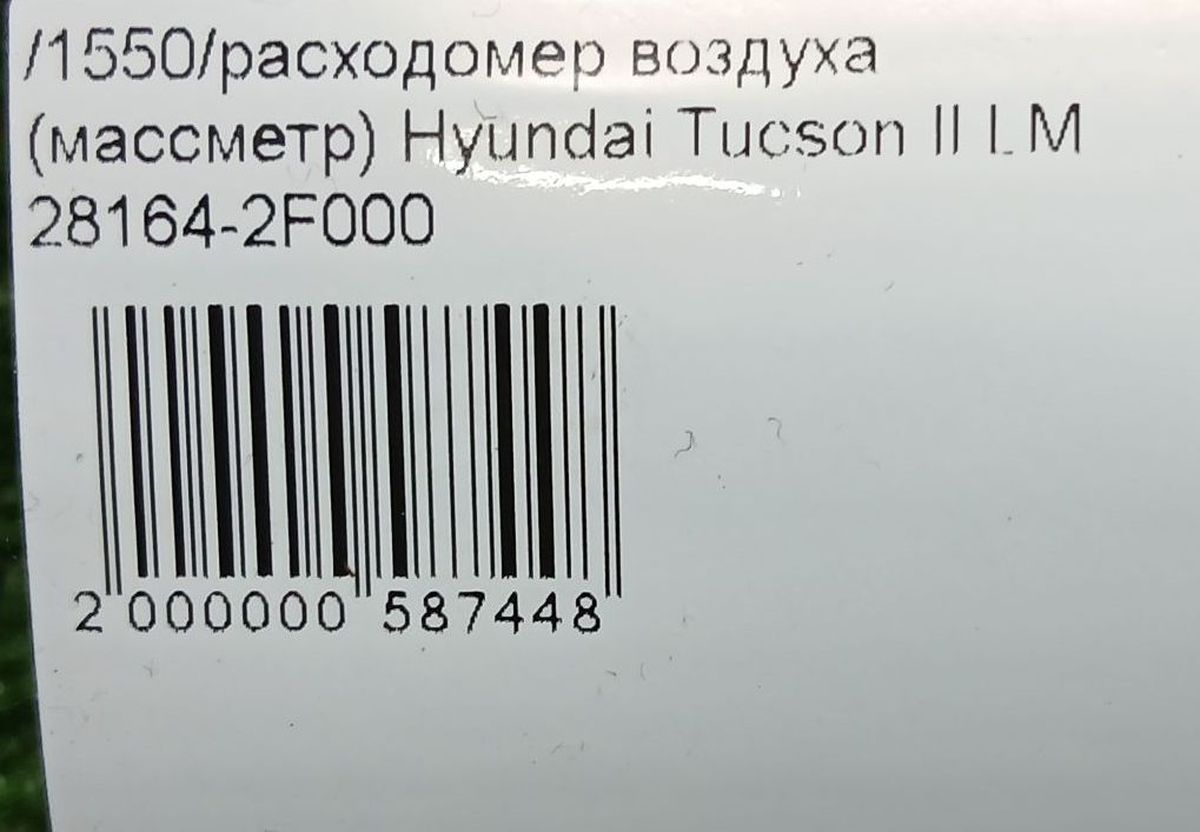 /1550/расходомер воздуха
(массметр) Hyundai Tucson II LM
28164-2F000
2 000000 587448